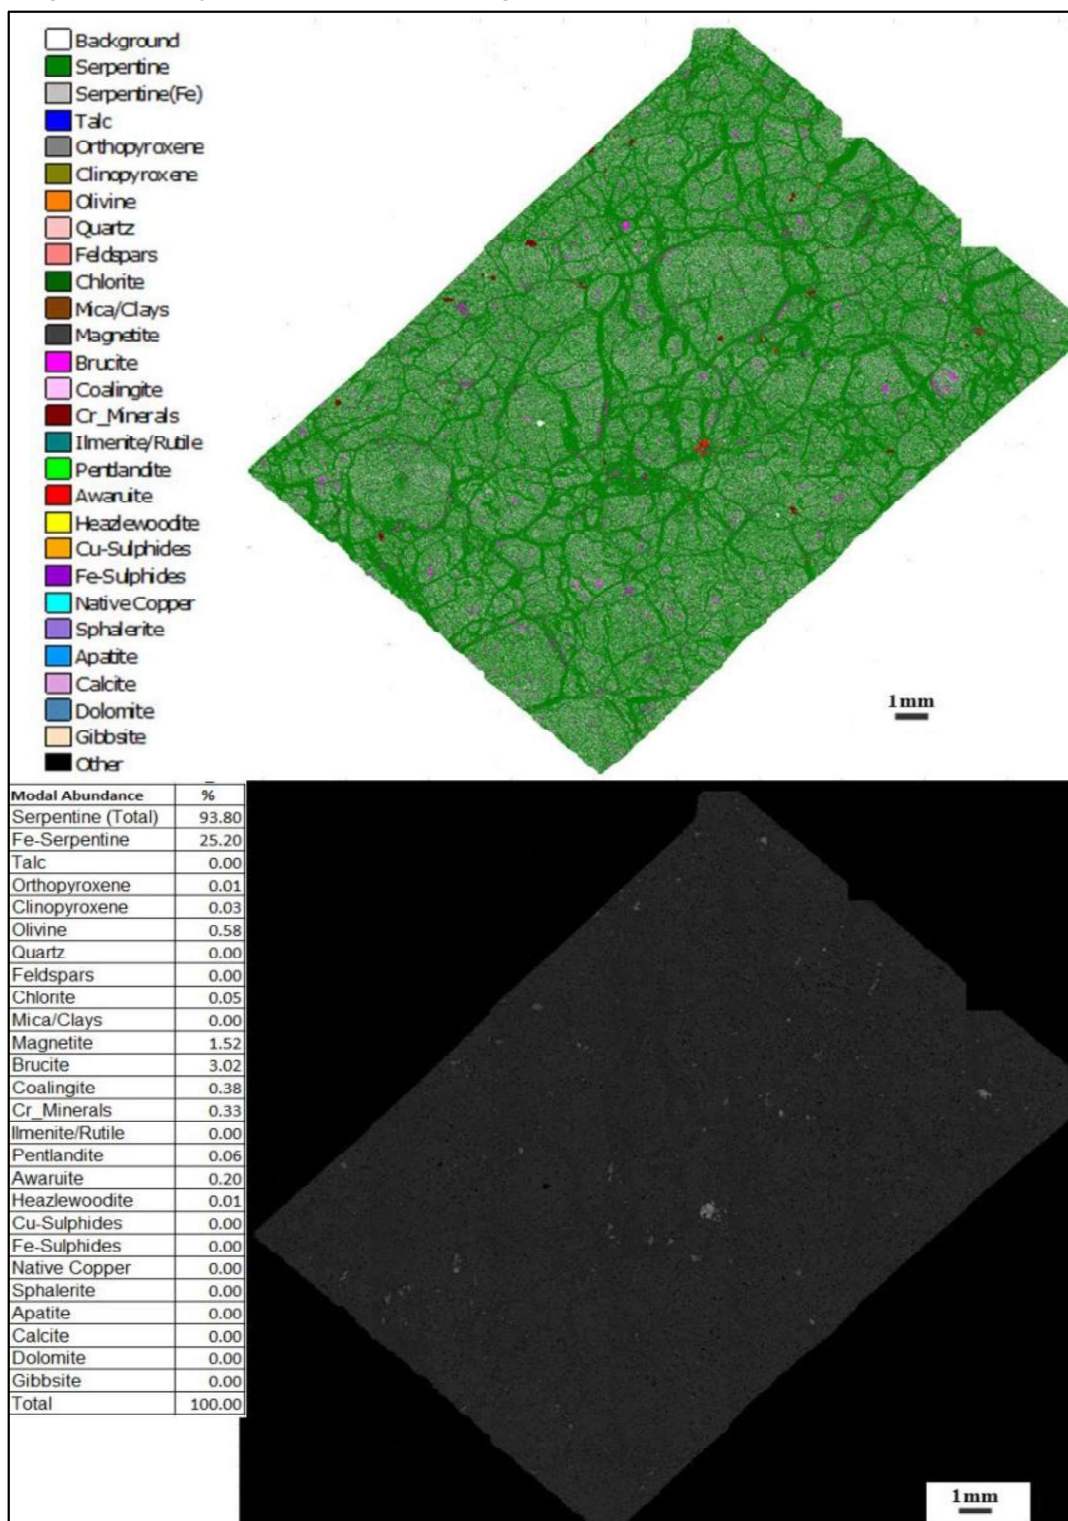 Background
Serpentine
Serpentine(Fe)
Talc
Orthopyroxene
Clinopyroxene
Olivine
Quartz
Feldspars
Chlorite
Mica/Clays
Magnetite
Brucite
Coalingite
Cr_Minerals
Ilmenite/Rutile
Pentlandite
Awaruite
Heazlewoodite
Cu-Sulphides
Fe-Sulphides
Native Copper
Sphalerite
Apatite
Calcite
Dolomite
Gibbsite
Other
1mm
Modal Abundance %
Serpentine (Total) 93.80
Fe-Serpentine 25.20
Talc 0.00
Orthopyroxene 0.01
Clinopyroxene 0.03
Olivine 0.58
Quartz 0.00
Feldspars 0.00
Chlorite 0.05
Mica/Clays 0.00
Magnetite 1.52
Brucite 3.02
Coalingite 0.38
Cr_Minerals 0.33
Ilmenite/Rutile 0.00
Pentlandite 0.06
Awaruite 0.20
Heazlewoodite 0.01
Cu-Sulphides 0.00
Fe-Sulphides 0.00
Native Copper 0.00
Sphalerite 0.00
Apatite 0.00
Calcite 0.00
Dolomite 0.00
Gibbsite 0.00
Total 100.00
1mm